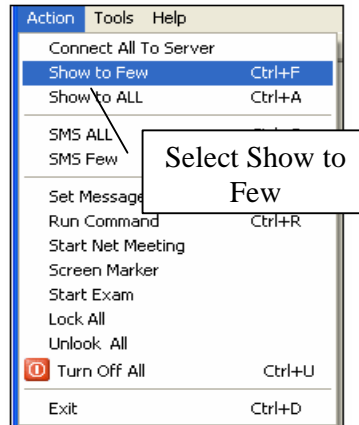 Action Tools Help
Connect All To Server
Show to Few Ctrl+F
Show to ALL Ctrl+A
SMS ALL
SMS Few
Select Show to
Few
Set Message
Run Command Ctrl+R
Start Net Meeting
Screen Marker
Start Exam
Lock All
Unlook All
Turn Off All Ctrl+U
Exit Ctrl+D